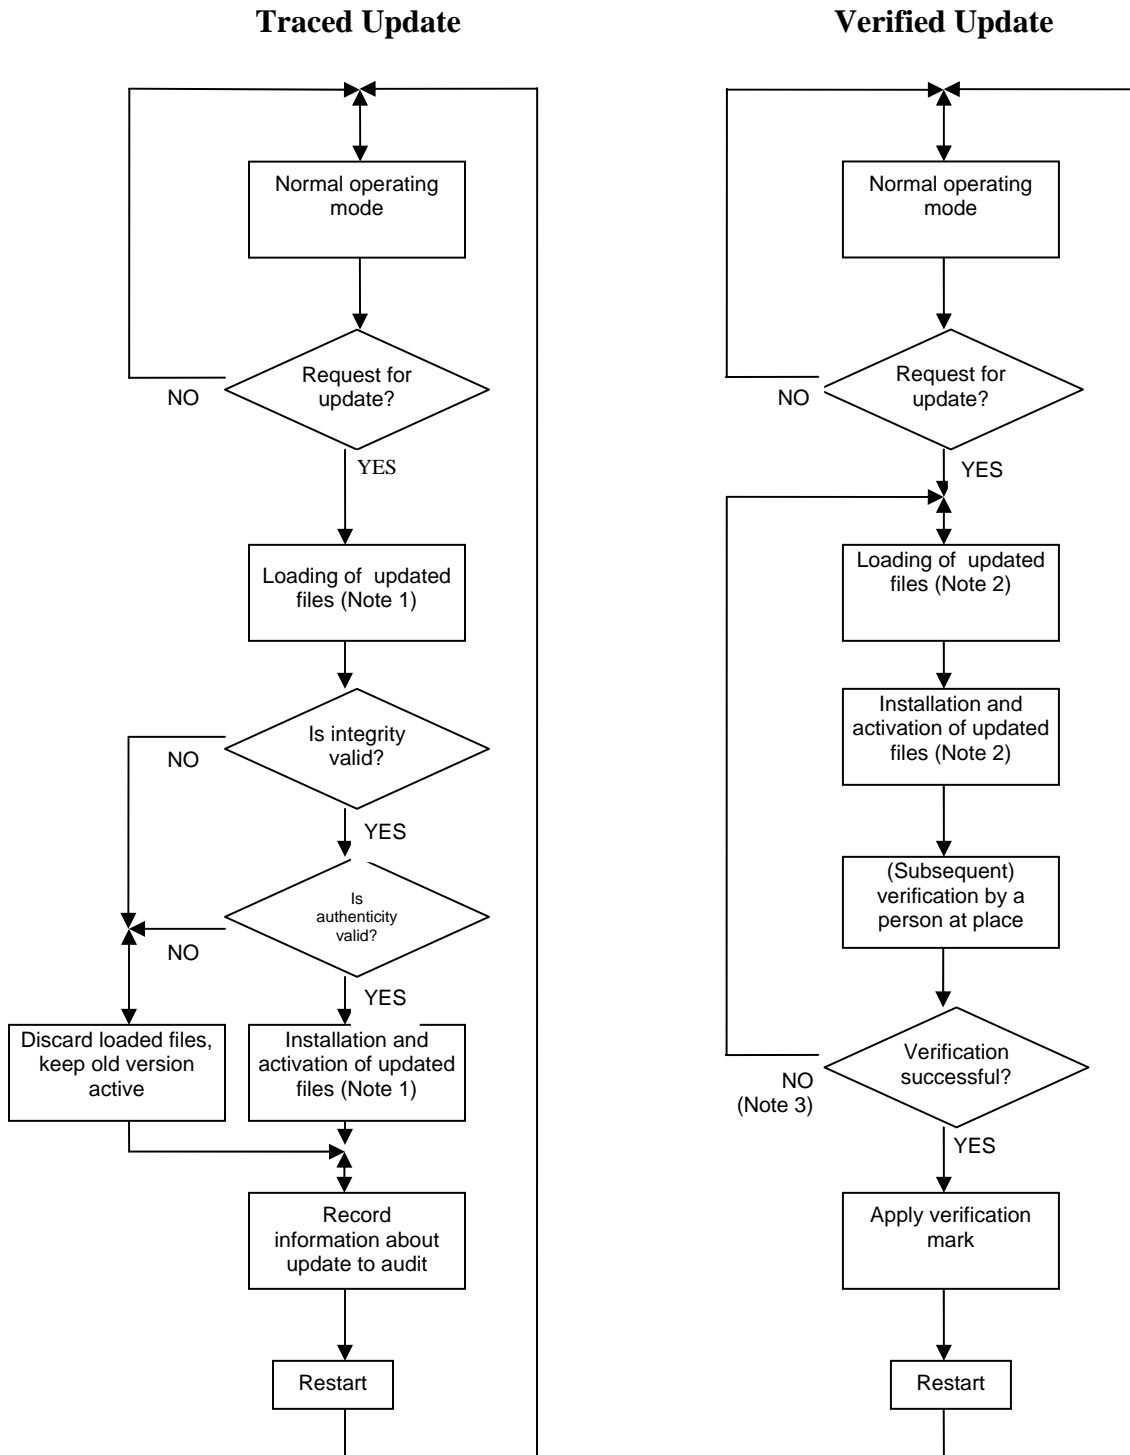 Traced Update
Normal operating
mode
Request for
update?
NO
YES
Loading of updated
files (Note 1)
Is integrity
valid?
NO
YES
Is
authenticity
valid?
NO
YES
Discard loaded files,
keep old version
active
Installation and
activation of updated
files (Note 1)
Record
information about
update to audit
Restart
Verified Update
Normal operating
mode
Request for
update?
NO
YES
Loading of updated
files (Note 2)
Installation and
activation of updated
files (Note 2)
(Subsequent)
verification by a
person at place
Verification
successful?
NO
(Note 3)
YES
Apply verification
mark
Restart